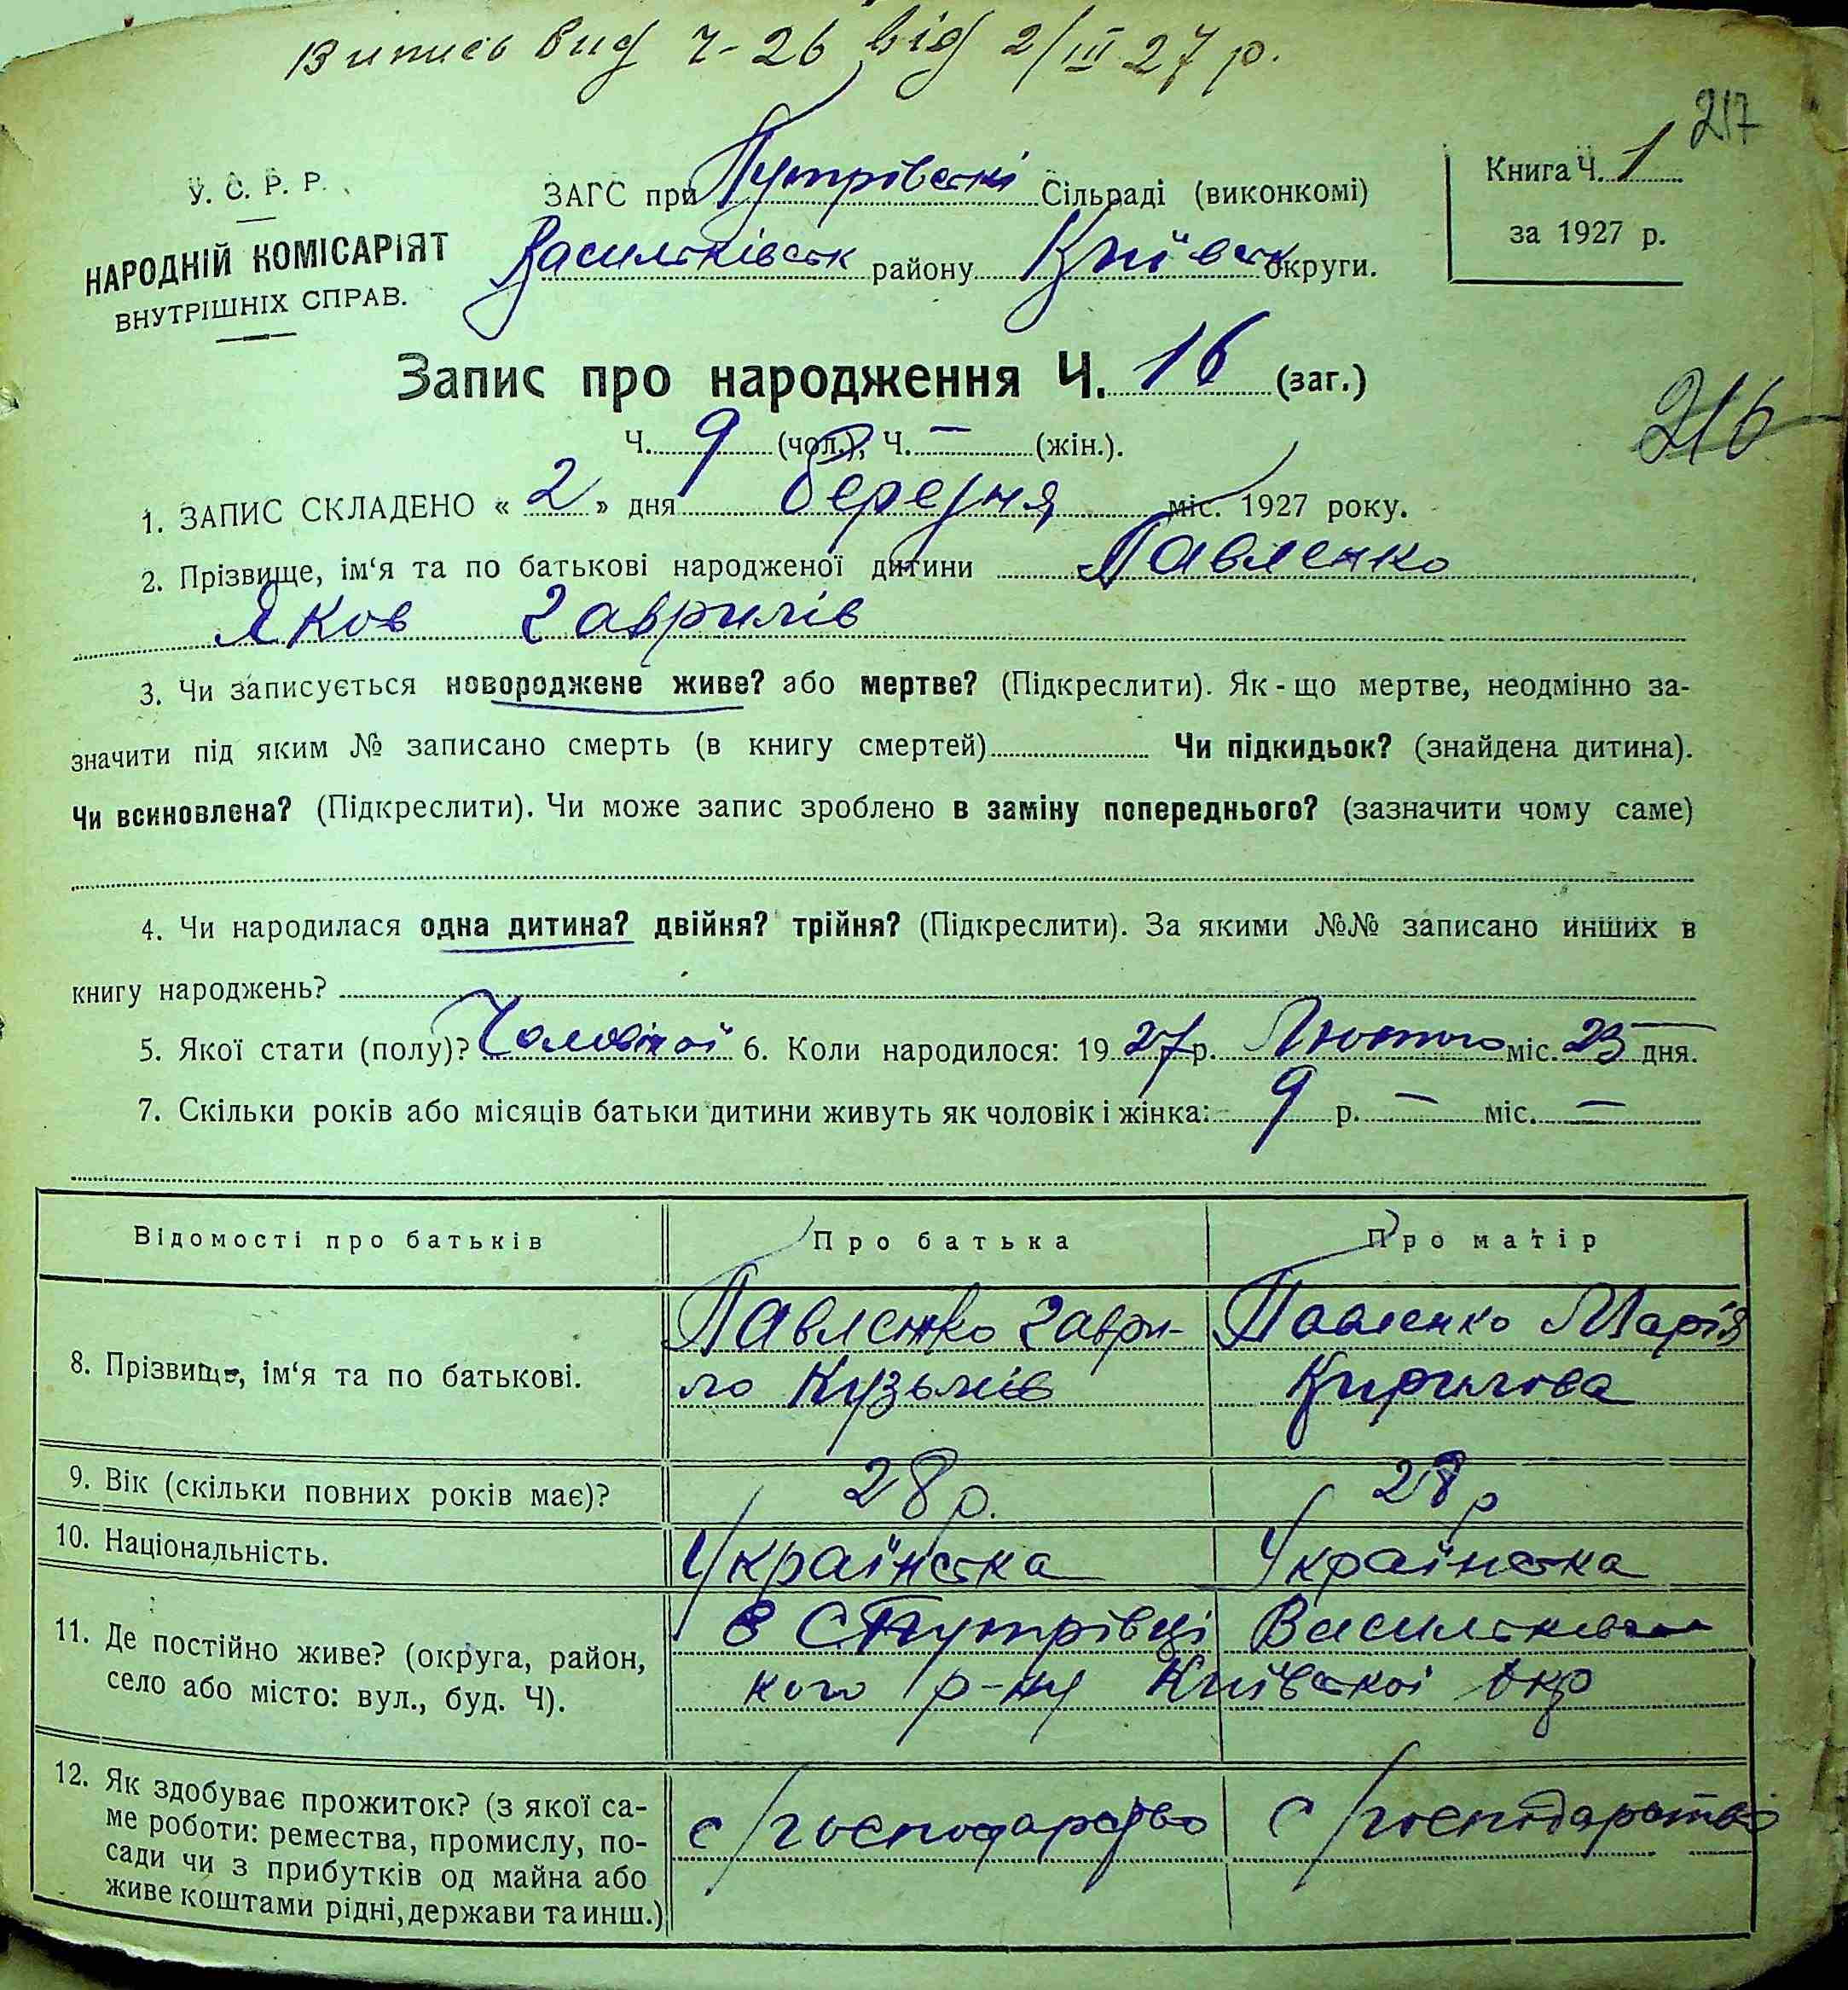 Випись вид ч-26 від 2/III 27 р.
217
У. С. Р. Р.
НАРОДНІЙ КОМІСАРІЯТ
ВНУТРІШНІХ СПРАВ.
ЗАГС при Путрівскі Сільраді (виконкомі)
Васильківськ району Київськ округи.
Книга Ч. 1
за 1927 р.
Запис про народження Ч. 16 (заг.)
216
Ч. 9 (чол.), Ч. — (жін.).
1. ЗАПИС СКЛАДЕНО « 2 » дня березня міс. 1927 року.
2. Прізвище, ім‘я та по батькові народженої дитини Павленко
Яков Гаврилів
3. Чи записується новороджене живе? або мертве? (Підкреслити). Як-що мертве, неодмінно за-
значити під яким № записано смерть (в книгу смертей) Чи підкидьок? (знайдена дитина).
Чи всиновлена? (Підкреслити). Чи може запис зроблено в заміну попереднього? (зазначити чому саме)
4. Чи народилася одна дитина? двійня? трійня? (Підкреслити). За якими №№ записано инших в
книгу народжень?
5. Якої стати (полу)? Чоловічої 6. Коли народилося: 19 27 р. Лютого міс. 23 дня.
7. Скільки років або місяців батьки дитини живуть як чоловік і жінка: 9 р. — міс. —
Відомості про батьків Про батька Про матір
8. Прізвище, ім‘я та по батькові.
Павленко Гаври-
ло Кузьмів
Павленко Марія
Кирилова
9. Вік (скільки повних років має)? 28 р. 28 р
10. Національність. Українська Українська
11. Де постійно живе? (округа, район,
село або місто: вул., буд. Ч).
в С Путрівці Васильківсь
кого р-ну Київської окр
12. Як здобуває прожиток? (з якої са-
ме роботи: ремества, промислу, по-
сади чи з прибутків од майна або
живе коштами рідні, держави та инш.)
с/господарство с/господарство